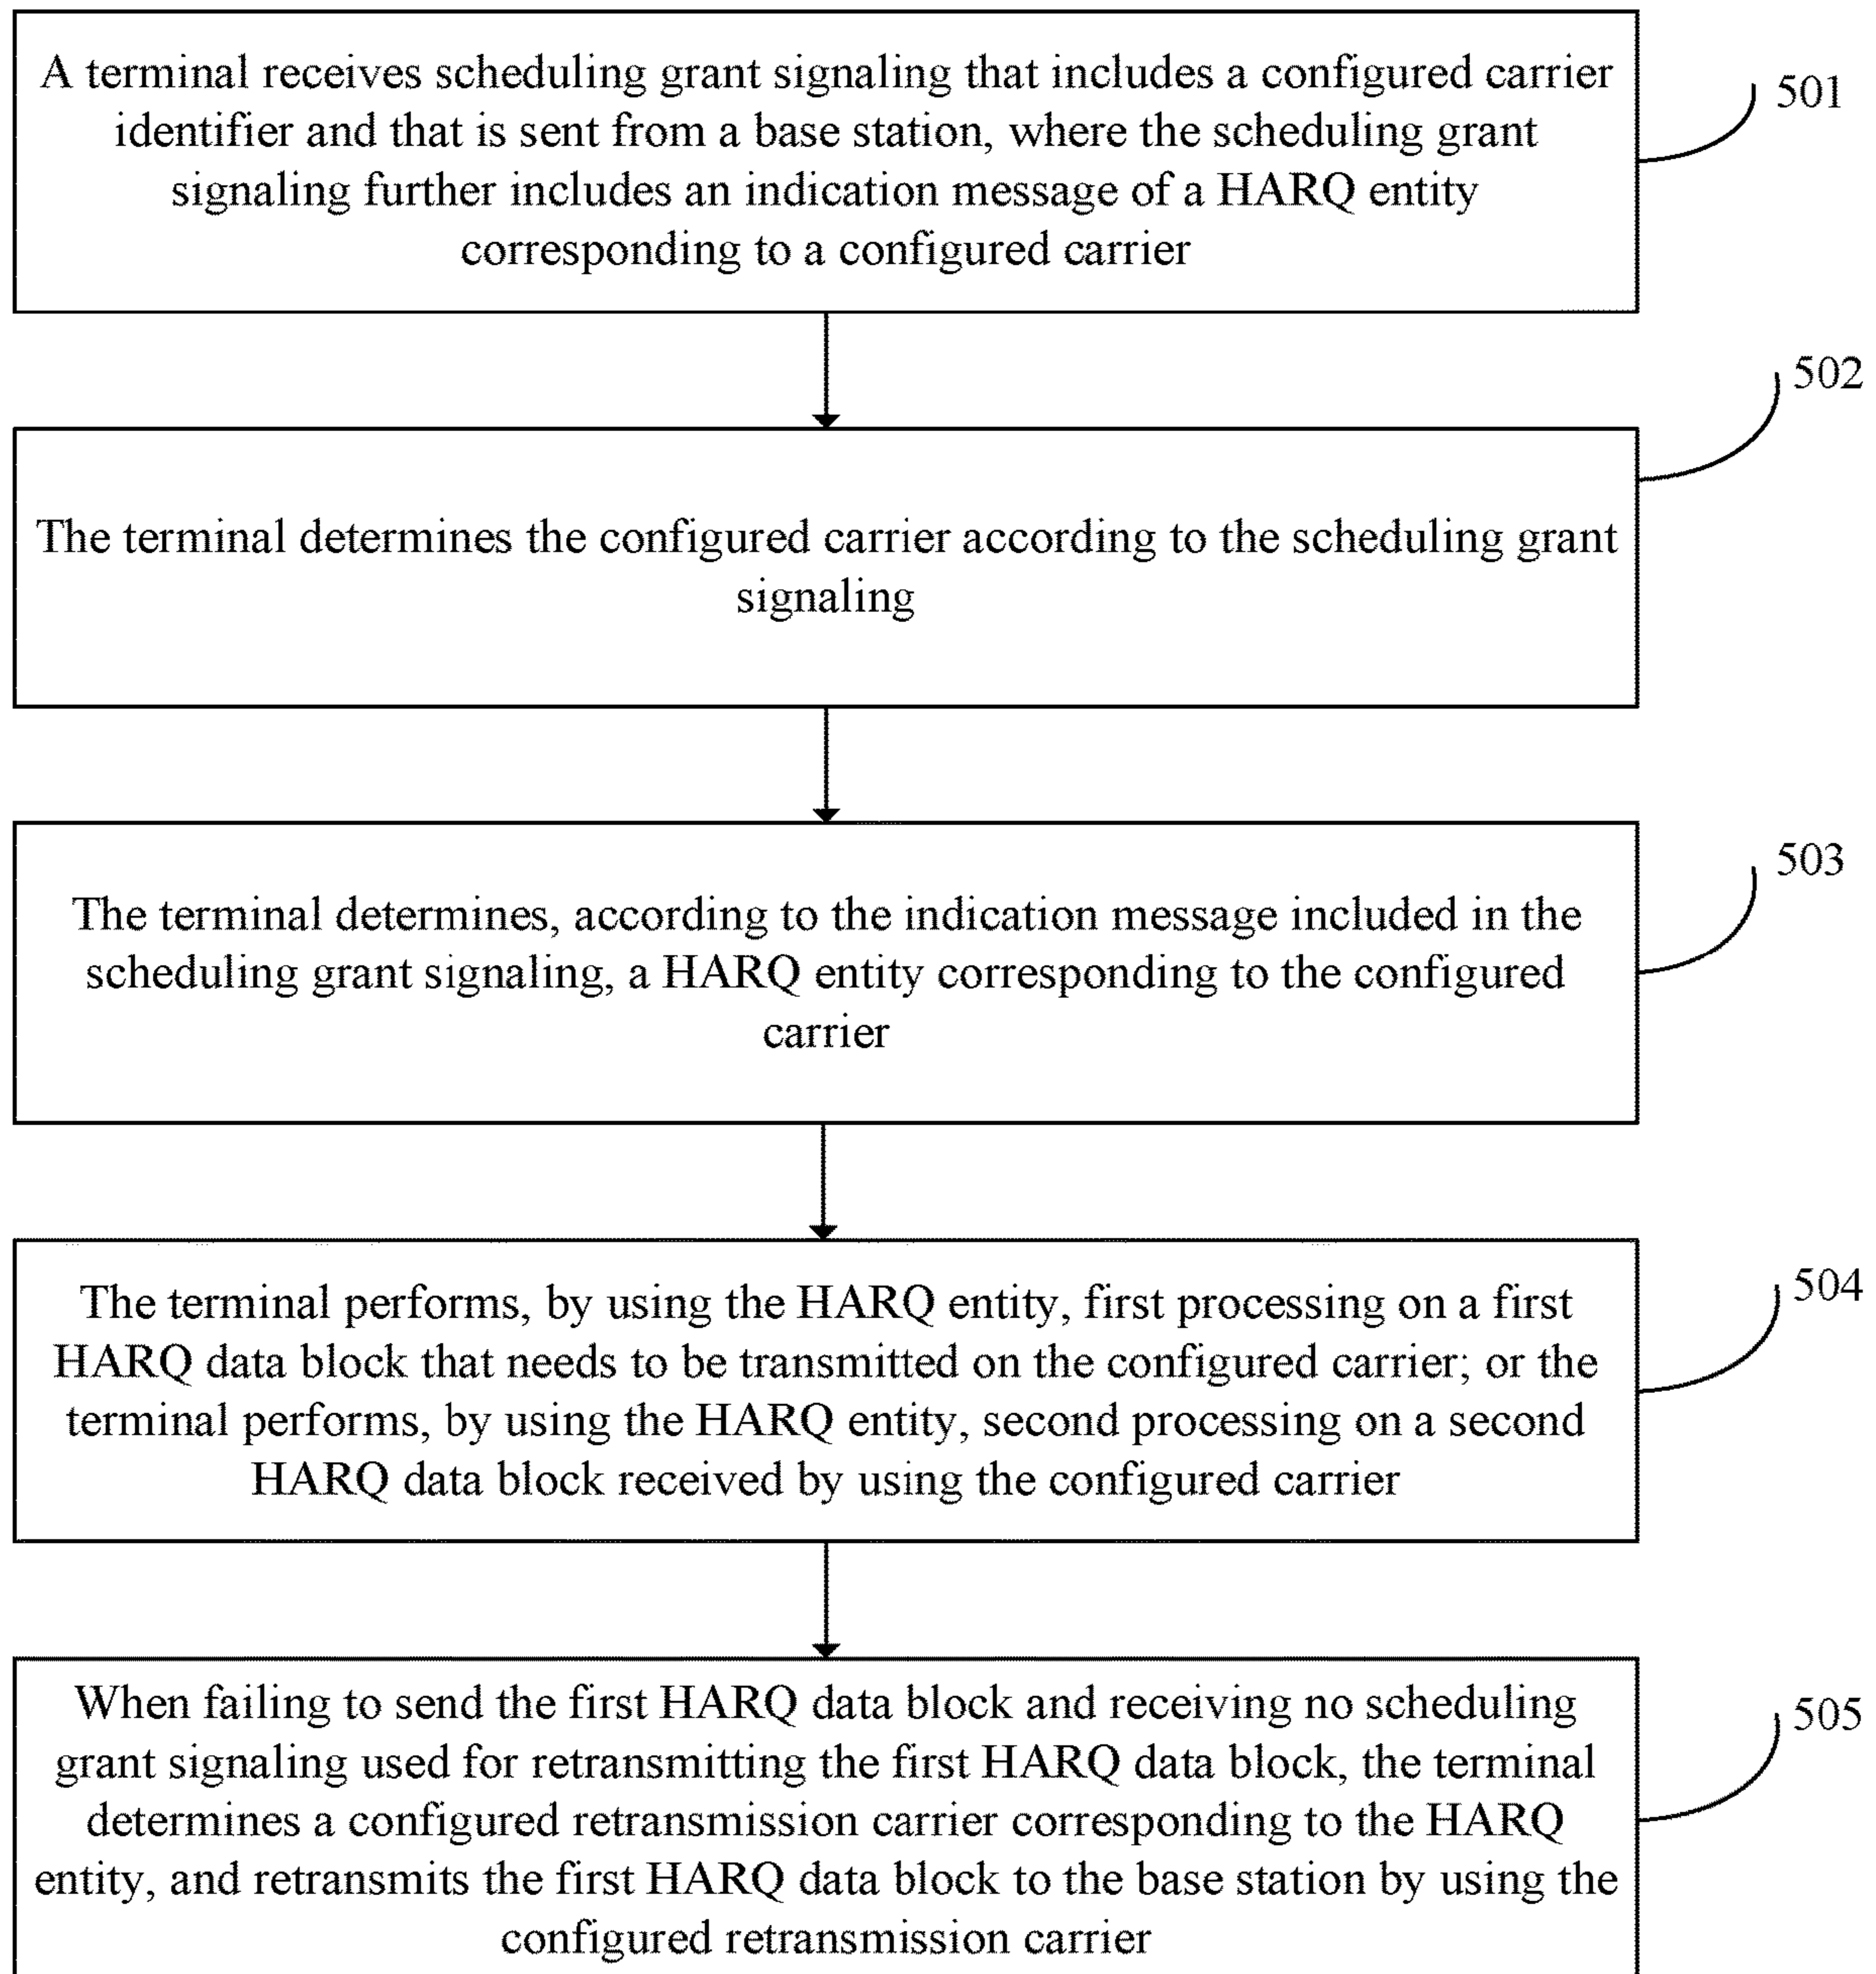 A terminal receives scheduling grant signaling that includes a configured carrier
identifier and that is sent from a base station, where the scheduling grant
signaling further includes an indication message of a HARQ entity
corresponding to a configured carrier
501
502
The terminal determines the configured carrier according to the scheduling grant
signaling
503
The terminal determines, according to the indication message included in the
scheduling grant signaling, a HARQ entity corresponding to the configured
carrier
504
The terminal performs, by using the HARQ entity, first processing on a first
HARQ data block that needs to be transmitted on the configured carrier; or the
terminal performs, by using the HARQ entity, second processing on a second
HARQ data block received by using the configured carrier
505
When failing to send the first HARQ data block and receiving no scheduling
grant signaling used for retransmitting the first HARQ data block, the terminal
determines a configured retransmission carrier corresponding to the HARQ
entity, and retransmits the first HARQ data block to the base station by using the
configured retransmission carrier